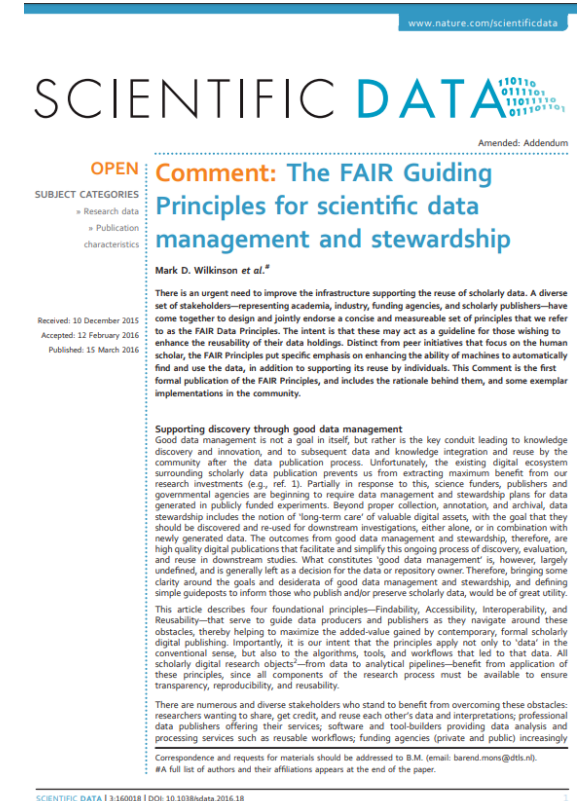 www.nature.com/scientificdata
SCIENTIFIC DATA
110110
0111101101
11011110
011101101
Amended: Addendum
OPEN
SUBJECT CATEGORIES
» Research data
» Publication
characteristics
Received: 10 December 2015
Accepted: 12 February 2016
Published: 15 March 2016
Comment: The FAIR Guiding
Principles for scientific data
management and stewardship
Mark D. Wilkinson et al.#
There is an urgent need to improve the infrastructure supporting the reuse of scholarly data. A diverse
set of stakeholders—representing academia, industry, funding agencies, and scholarly publishers—have
come together to design and jointly endorse a concise and measureable set of principles that we refer
to as the FAIR Data Principles. The intent is that these may act as a guideline for those wishing to
enhance the reusability of their data holdings. Distinct from peer initiatives that focus on the human
scholar, the FAIR Principles put specific emphasis on enhancing the ability of machines to automatically
find and use the data, in addition to supporting its reuse by individuals. This Comment is the first
formal publication of the FAIR Principles, and includes the rationale behind them, and some exemplar
implementations in the community.
Supporting discovery through good data management
Good data management is not a goal in itself, but rather is the key conduit leading to knowledge
discovery and innovation, and to subsequent data and knowledge integration and reuse by the
community after the data publication process. Unfortunately, the existing digital ecosystem
surrounding scholarly data publication prevents us from extracting maximum benefit from our
research investments (e.g., ref. 1). Partially in response to this, science funders, publishers and
governmental agencies are beginning to require data management and stewardship plans for data
generated in publicly funded experiments. Beyond proper collection, annotation, and archival, data
stewardship includes the notion of 'long-term care' of valuable digital assets, with the goal that they
should be discovered and re-used for downstream investigations, either alone, or in combination with
newly generated data. The outcomes from good data management and stewardship, therefore, are
high quality digital publications that facilitate and simplify this ongoing process of discovery, evaluation,
and reuse in downstream studies. What constitutes 'good data management' is, however, largely
undefined, and is generally left as a decision for the data or repository owner. Therefore, bringing some
clarity around the goals and desiderata of good data management and stewardship, and defining
simple guideposts to inform those who publish and/or preserve scholarly data, would be of great utility.
This article describes four foundational principles—Findability, Accessibility, Interoperability, and
Reusability—that serve to guide data producers and publishers as they navigate around these
obstacles, thereby helping to maximize the added-value gained by contemporary, formal scholarly
digital publishing. Importantly, it is our intent that the principles apply not only to 'data' in the
conventional sense, but also to the algorithms, tools, and workflows that led to that data. All
scholarly digital research objects2—from data to analytical pipelines—benefit from application of
these principles, since all components of the research process must be available to ensure
transparency, reproducibility, and reusability.
There are numerous and diverse stakeholders who stand to benefit from overcoming these obstacles:
researchers wanting to share, get credit, and reuse each other's data and interpretations; professional
data publishers offering their services; software and tool-builders providing data analysis and
processing services such as reusable workflows; funding agencies (private and public) increasingly
Correspondence and requests for materials should be addressed to B.M. (email: barend.mons@dtls.nl).
#A full list of authors and their affiliations appears at the end of the paper.
SCIENTIFIC DATA | 3:160018 | DOI: 10.1038/sdata.2016.18
1